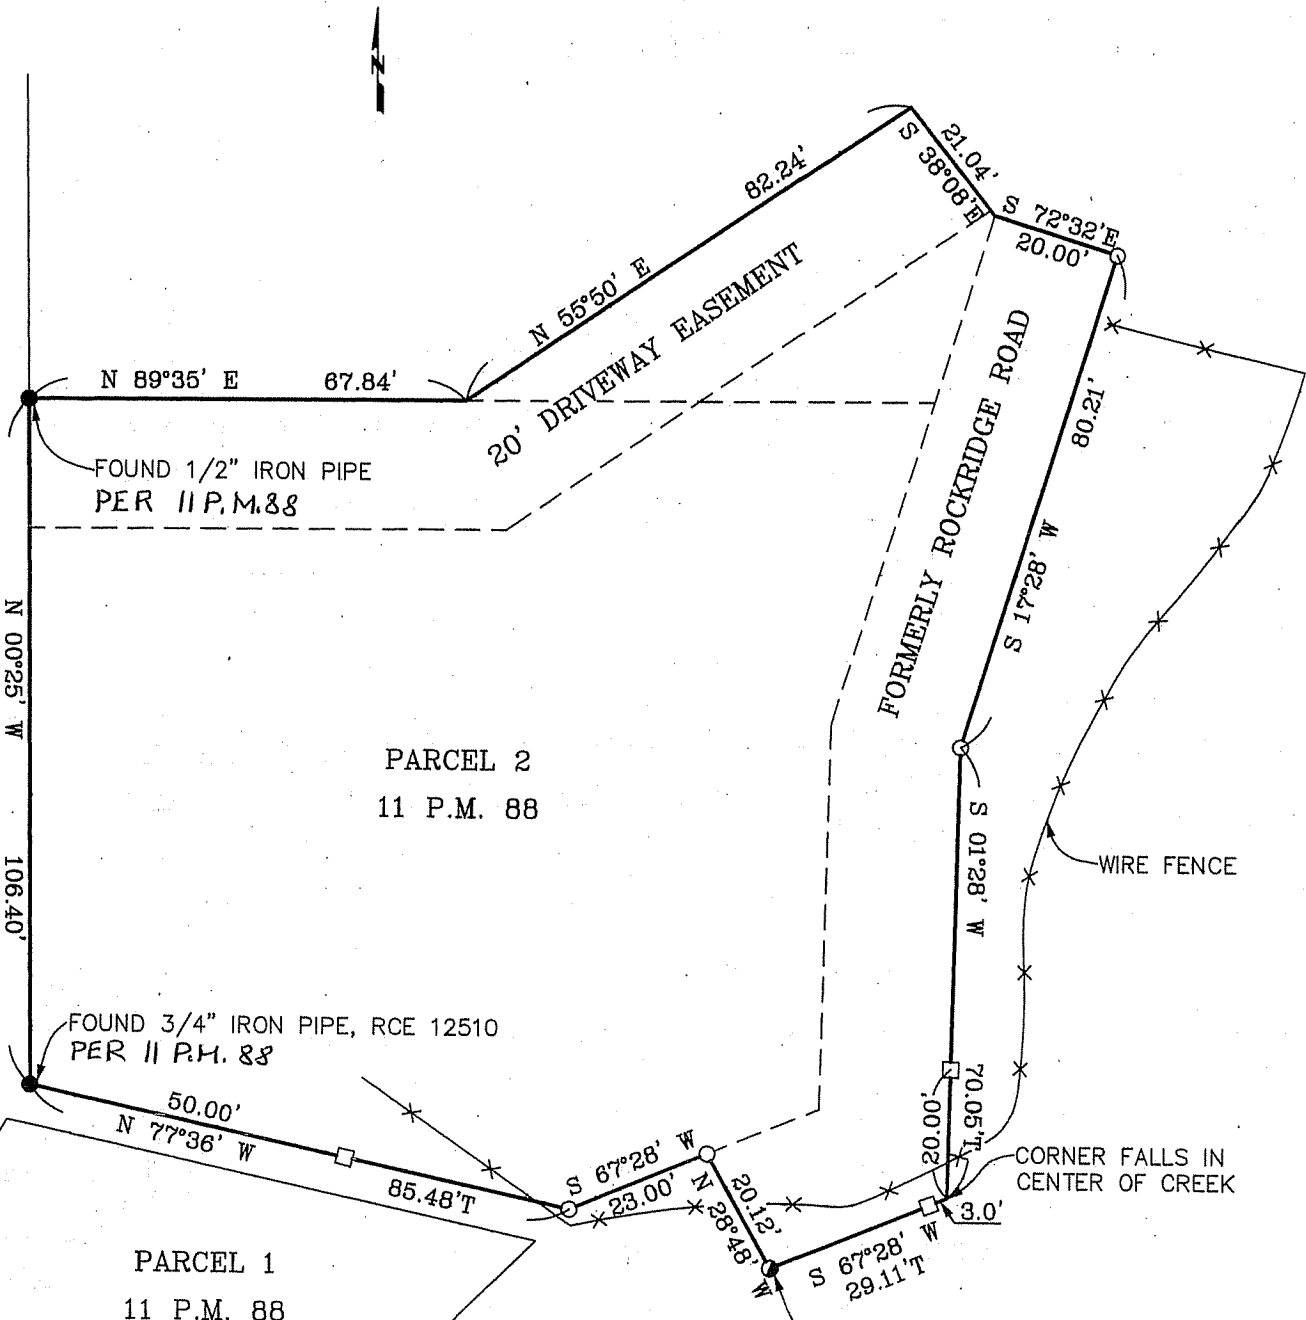 N
21.04'
S 38°08'E
S 72°32'E
20.00'
82.24'
N 55°50' E
20' DRIVEWAY EASEMENT
N 89°35' E 67.84'
FOUND 1/2" IRON PIPE
PER 11 P.M.88
FORMERLY ROCKRIDGE ROAD
80.21'
S 17°28' W
N 00°25' W 106.40'
PARCEL 2
11 P.M. 88
S 01°28' W
70.05'T
WIRE FENCE
FOUND 3/4" IRON PIPE, RCE 12510
PER 11 P.M. 88
50.00'
N 77°36' W
85.48'T
S 67°28' W
23.00'
20.12'
N 28°48' W
20.00'
CORNER FALLS IN
CENTER OF CREEK
3.0'
S 67°28' W
29.11'T
PARCEL 1
11 P.M. 88